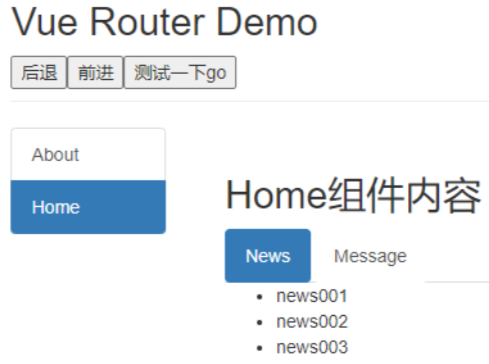 Vue Router Demo
后退 前进 测试一下go
About
Home
Home组件内容
News Message
news001
news002
news003